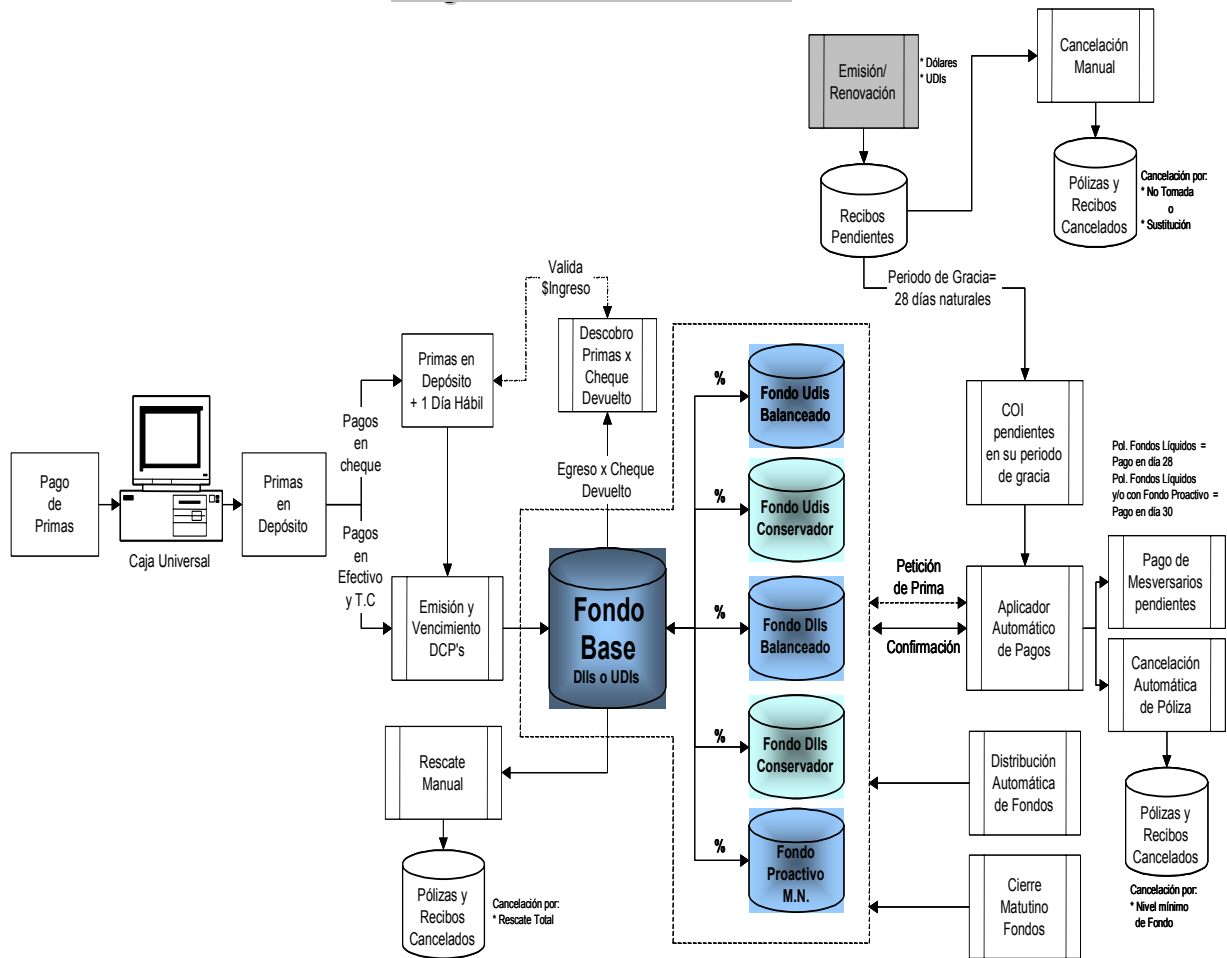 Emisión/
Renovación
* Dólares
* UDIs
Cancelación
Manual
Recibos
Pendientes
Pólizas y
Recibos
Cancelados
Cancelación por:
* No Tomada
o
* Sustitución
Periodo de Gracia=
28 días naturales
Valida
$Ingreso
Primas en
Depósito
+ 1 Día Hábil
Descobro
Primas x
Cheque
Devuelto
Pagos
en
cheque
Egreso x Cheque
Devuelto
Pago
de
Primas
Caja Universal
Primas
en
Depósito
Pagos
en
Efectivo
y T.C
Emisión y
Vencimiento
DCP's
Fondo
Base
Dlls o UDIs
%
Fondo Udis
Balanceado
%
Fondo Udis
Conservador
%
Fondo Dlls
Balanceado
%
Fondo Dlls
Conservador
%
Fondo
Proactivo
M.N.
COI
pendientes
en su periodo
de gracia
Pol. Fondos Líquidos =
Pago en día 28
Pol. Fondos Líquidos
y/o con Fondo Proactivo =
Pago en día 30
Petición
de Prima
Confirmación
Aplicador
Automático
de Pagos
Pago de
Mesversarios
pendientes
Cancelación
Automática
de Póliza
Rescate
Manual
Pólizas y
Recibos
Cancelados
Cancelación por:
* Rescate Total
Distribución
Automática
de Fondos
Cierre
Matutino
Fondos
Pólizas y
Recibos
Cancelados
Cancelación por:
* Nivel mínimo
de Fondo